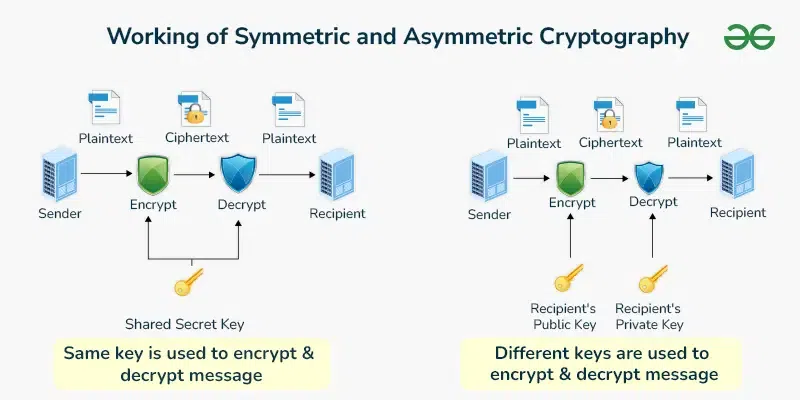 Working of Symmetric and Asymmetric Cryptography
Plaintext
Ciphertext
Plaintext
Sender
Encrypt
Decrypt
Recipient
Shared Secret Key
Same key is used to encrypt &
decrypt message
Plaintext
Ciphertext
Plaintext
Sender
Encrypt
Decrypt
Recipient
Recipient's
Public Key
Recipient's
Private Key
Different keys are used to
encrypt & decrypt message